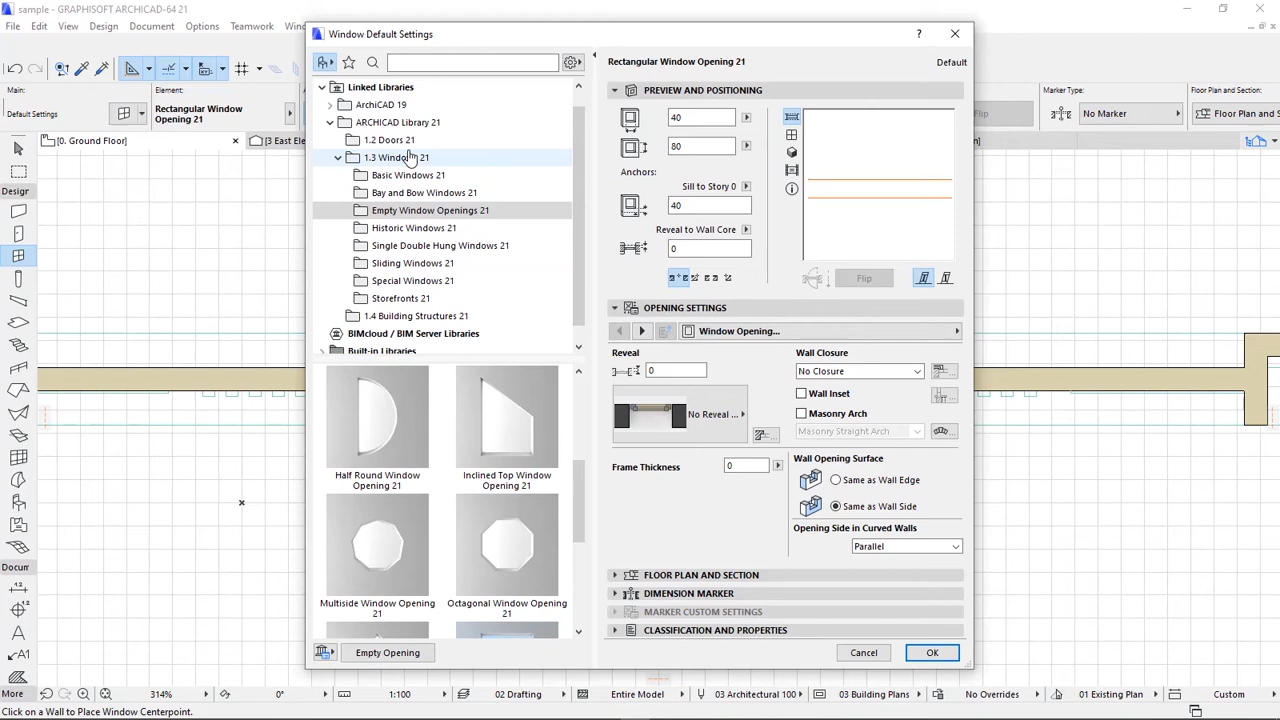 sample - GRAPHISOFT ARCHICAD-64 21
File Edit View Design Document Options Teamwork
Main:
Default Settings
Element:
Rectangular Window
Opening 21
[0. Ground Floor]
[3 East Ele
Design
Docum
More
Window Default Settings
?
Linked Libraries
ArchiCAD 19
ARCHICAD Library 21
1.2 Doors 21
1.3 Windows 21
Basic Windows 21
Bay and Bow Windows 21
Empty Window Openings 21
Historic Windows 21
Single Double Hung Windows 21
Sliding Windows 21
Special Windows 21
Storefronts 21
1.4 Building Structures 21
BIMcloud / BIM Server Libraries
Built-in Libraries
Half Round Window
Opening 21
Inclined Top Window
Opening 21
Multiside Window Opening
21
Octagonal Window Opening
21
Empty Opening
Rectangular Window Opening 21
Default
PREVIEW AND POSITIONING
40
80
Anchors:
Sill to Story 0
40
Reveal to Wall Core
0
Flip
OPENING SETTINGS
Window Opening...
Reveal
0
No Reveal ...
Frame Thickness
0
Wall Closure
No Closure
Wall Inset
Masonry Arch
Masonry Straight Arch
Wall Opening Surface
Same as Wall Edge
Same as Wall Side
Opening Side in Curved Walls
Parallel
FLOOR PLAN AND SECTION
DIMENSION MARKER
MARKER CUSTOM SETTINGS
CLASSIFICATION AND PROPERTIES
Cancel
OK
Marker Type:
No Marker
Floor Plan and Section:
Floor Plan and S
314%
0°
1:100
02 Drafting
Entire Model
03 Architectural 100
03 Building Plans
No Overrides
01 Existing Plan
Custom
Click on a Wall to Place Window Centerpoint.